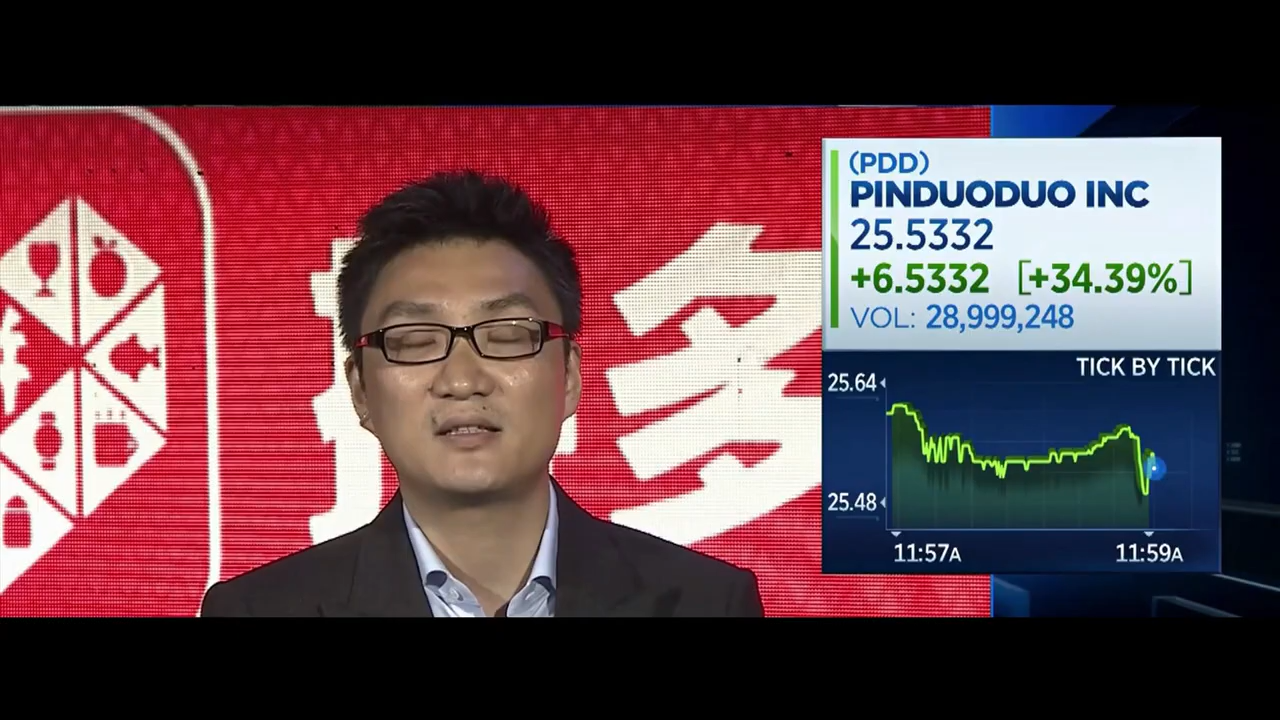 多
(PDD)
PINDUODUO INC
25.5332
+6.5332 [+34.39%]
VOL: 28,999,248
TICK BY TICK
25.64
25.48
11:57A 11:59A